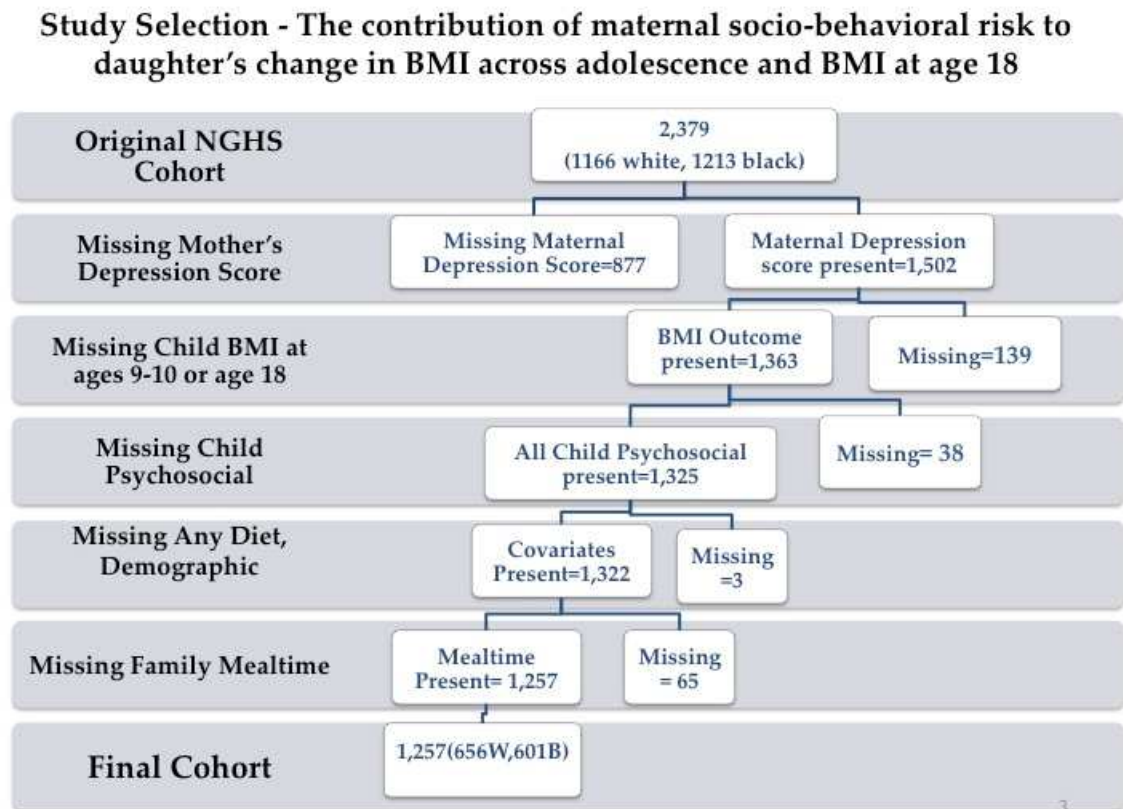 Study Selection - The contribution of maternal socio-behavioral risk to
daughter's change in BMI across adolescence and BMI at age 18
Original NGHS
Cohort
2,379
(1166 white, 1213 black)
Missing Mother's
Depression Score
Missing Maternal
Depression Score=877
Maternal Depression
score present=1,502
Missing Child BMI at
ages 9-10 or age 18
BMI Outcome
present=1,363
Missing=139
Missing Child
Psychosocial
All Child Psychosocial
present=1,325
Missing= 38
Missing Any Diet,
Demographic
Covariates
Present=1,322
Missing
=3
Missing Family Mealtime
Mealtime
Present= 1,257
Missing
= 65
Final Cohort
1,257(656W,601B)
3